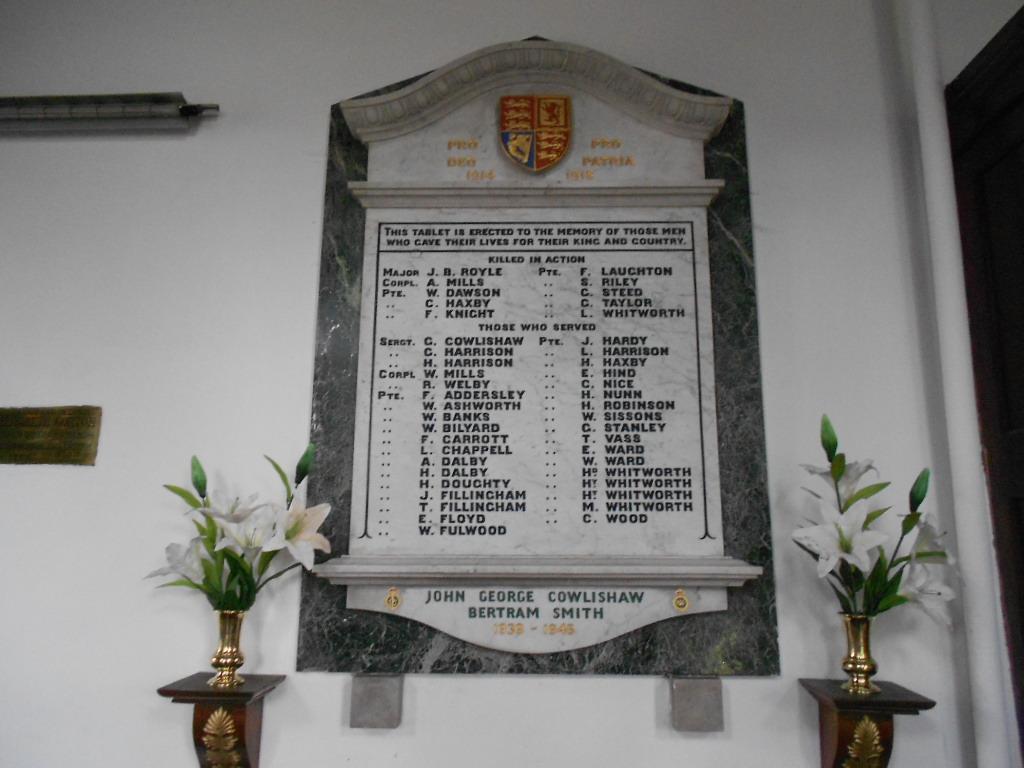 PRO PRO
DEO PATRIA
1914 1918
THIS TABLET IS ERECTED TO THE MEMORY OF THOSE MEN
WHO GAVE THEIR LIVES FOR THEIR KING AND COUNTRY.
KILLED IN ACTION
MAJOR J. B. ROYLE PTE. F. LAUGHTON
CORPL. A. MILLS .. S. RILEY
PTE. W. DAWSON .. G. STEED
.. C. HAXBY .. G. TAYLOR
.. F. KNIGHT .. L. WHITWORTH
THOSE WHO SERVED
SERGT. G. COWLISHAW PTE. J. HARDY
.. G. HARRISON .. L. HARRISON
.. H. HARRISON .. H. HAXBY
CORPL W. MILLS .. E. HIND
.. R. WELBY .. C. NICE
PTE. F. ADDERSLEY .. H. NUNN
.. W. ASHWORTH .. H. ROBINSON
.. W. BANKS .. W. SISSONS
.. W. BILYARD .. G. STANLEY
.. F. CARROTT .. T. VASS
.. L. CHAPPELL .. E. WARD
.. A. DALBY .. W. WARD
.. H. DALBY .. HD WHITWORTH
.. H. DOUGHTY .. HY. WHITWORTH
.. J. FILLINGHAM .. HT. WHITWORTH
.. T. FILLINGHAM .. M. WHITWORTH
.. E. FLOYD .. C. WOOD
.. W. FULWOOD
JOHN GEORGE COWLISHAW
BERTRAM SMITH
1939 - 1945